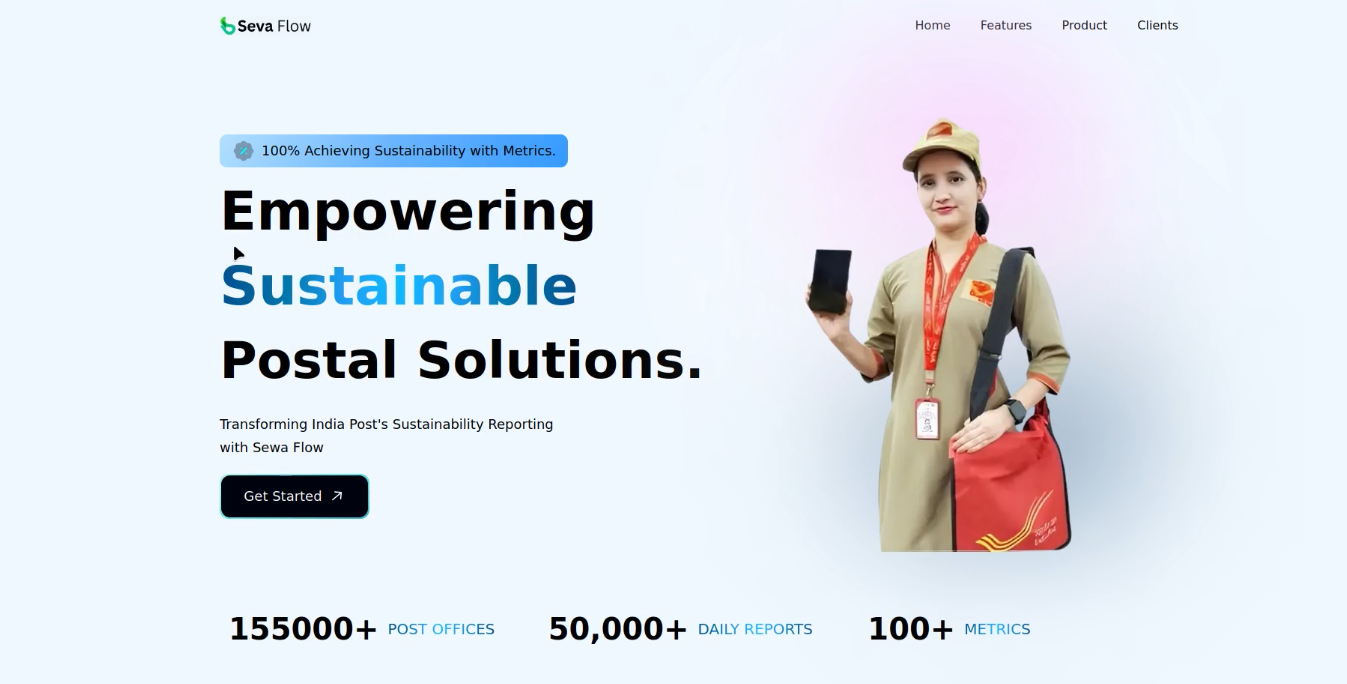 Seva Flow
Home Features Product Clients
100% Achieving Sustainability with Metrics.
Empowering
Sustainable
Postal Solutions.
Transforming India Post's Sustainability Reporting
with Sewa Flow
Get Started
155000+ POST OFFICES 50,000+ DAILY REPORTS 100+ METRICS